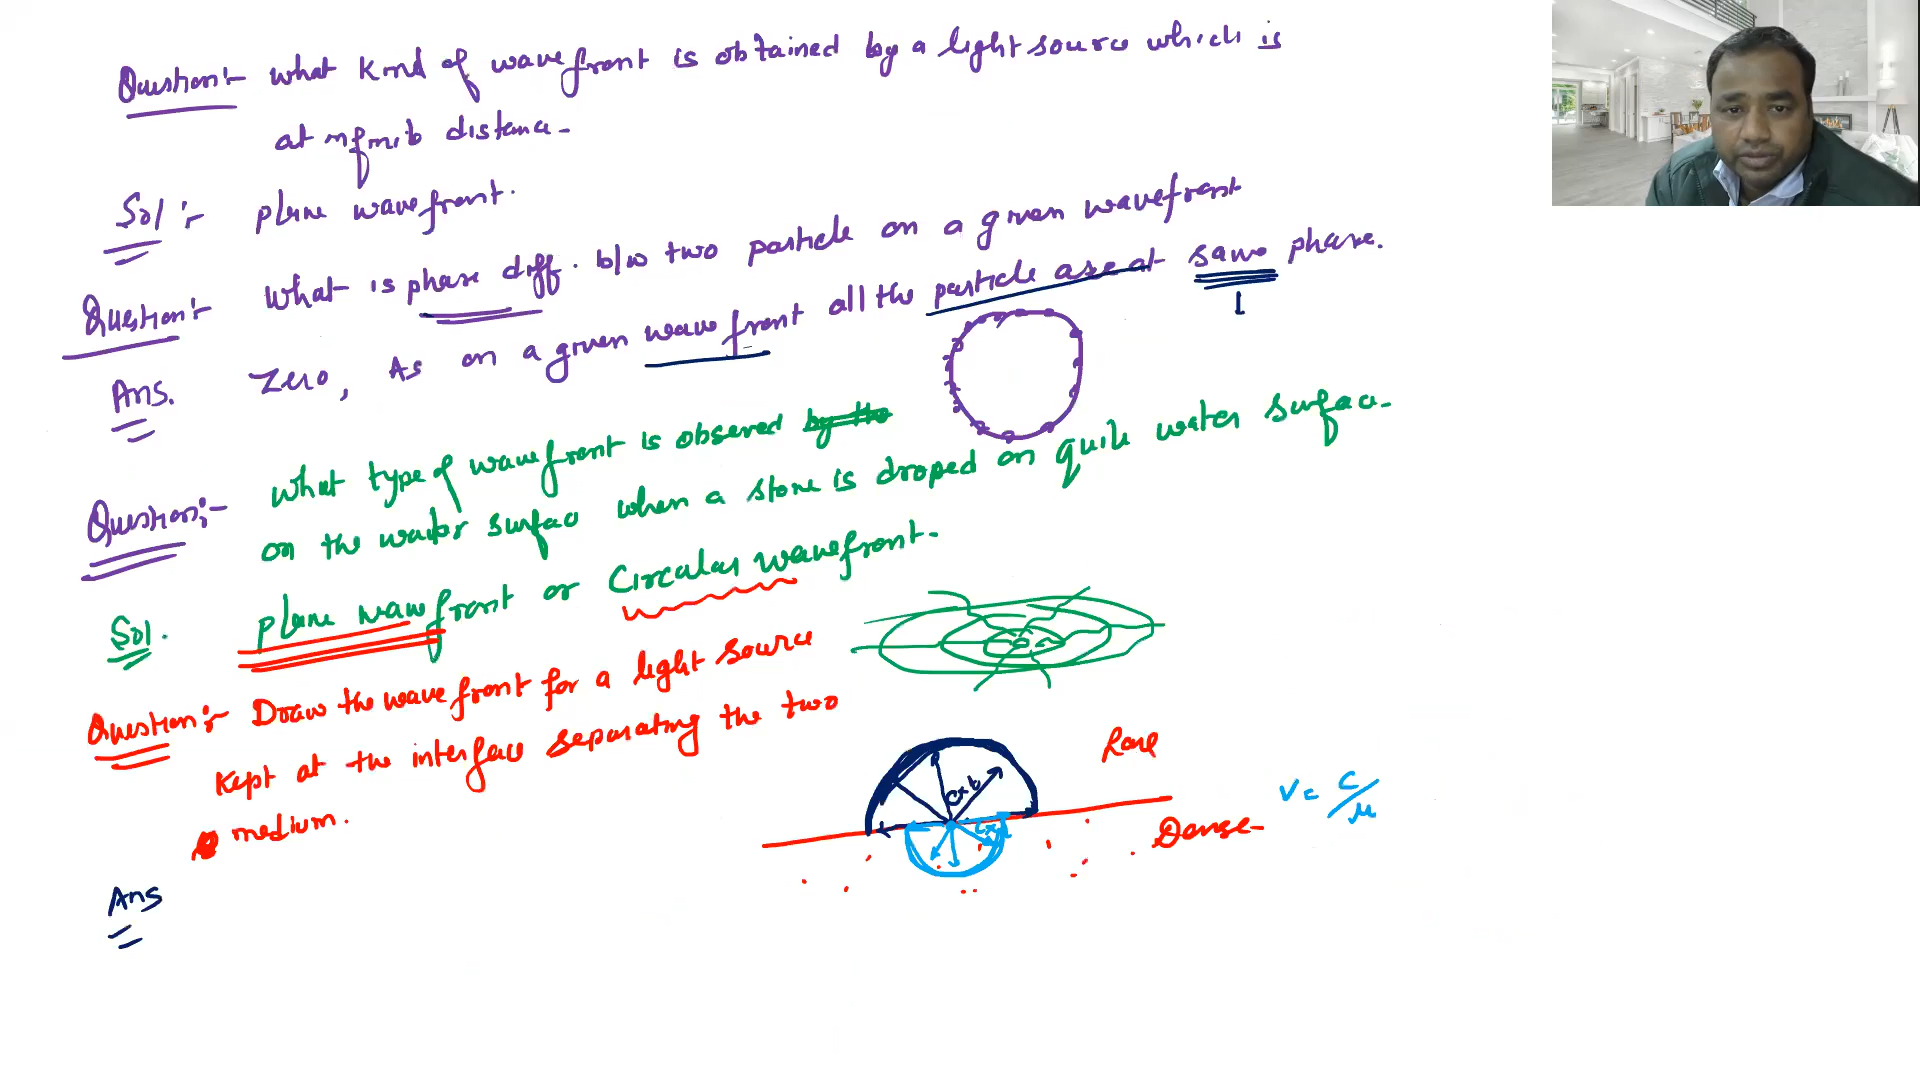 Question:- what kind of wavefront is obtained by a light source which is
at infinite distance.
Sol:- plane wavefront.
Question:- What is phase diff. b/w two particle on a given wavefront
Ans. Zero, As on a given wavefront all the particle are at same phase.
Question:- What type of wavefront is observed by the
on the water surface when a stone is droped on quite water surface.
Sol. plane wavefront or Circular wavefront.
Question:- Draw the wavefront for a light source
kept at the interface separating the two
medium.
Ans
c×t
Rare
Denser
V= c/μ